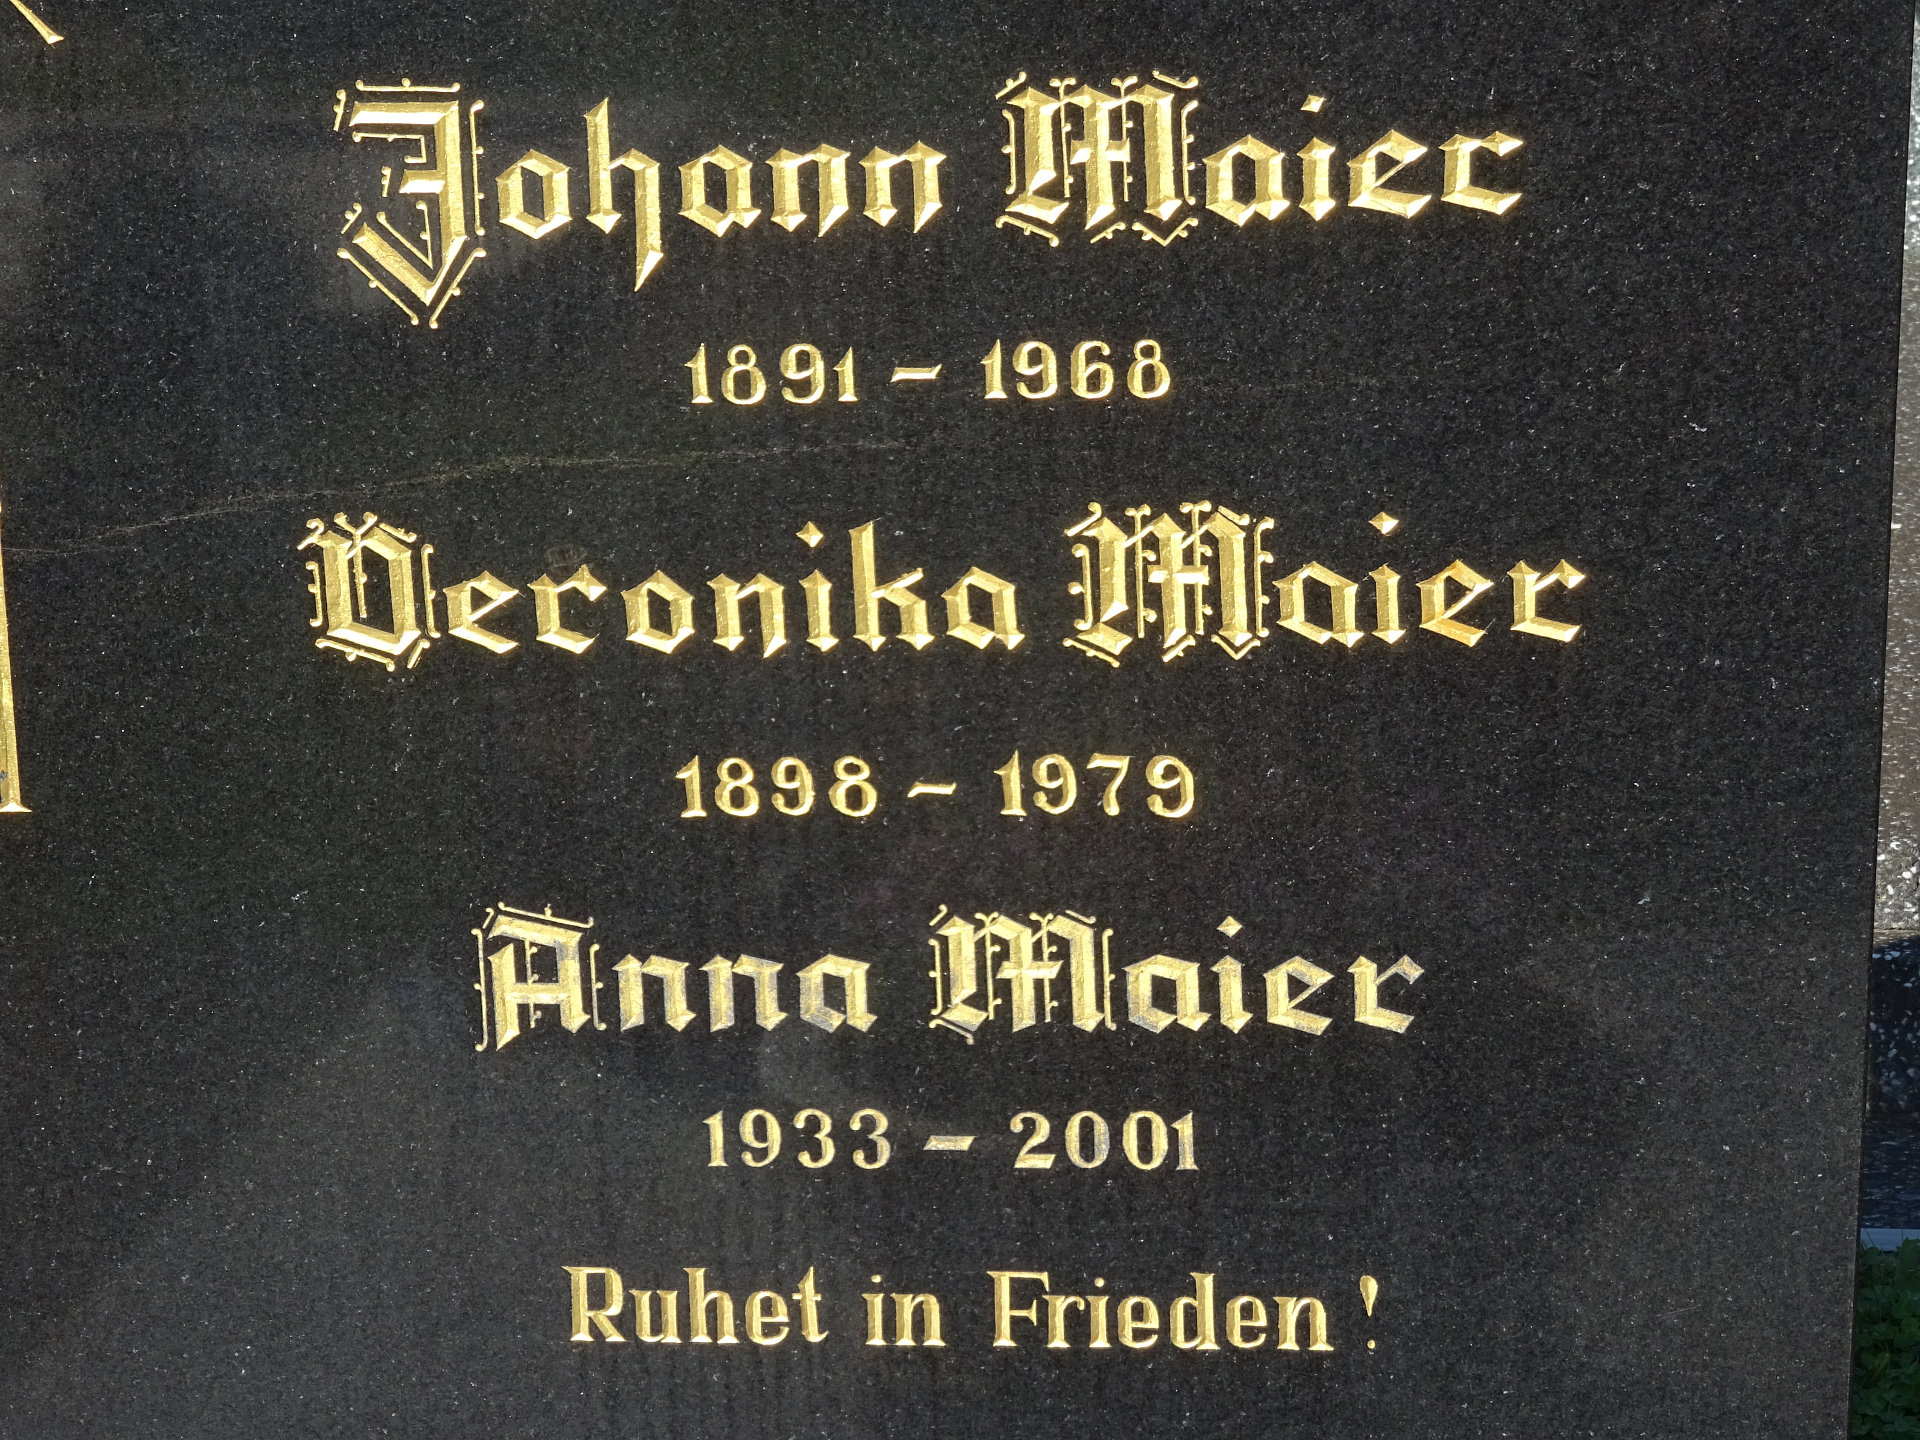 Johann Maier
1891 – 1968
Veronika Maier
1898 – 1979
Anna Maier
1933 – 2001
Ruhet in Frieden!